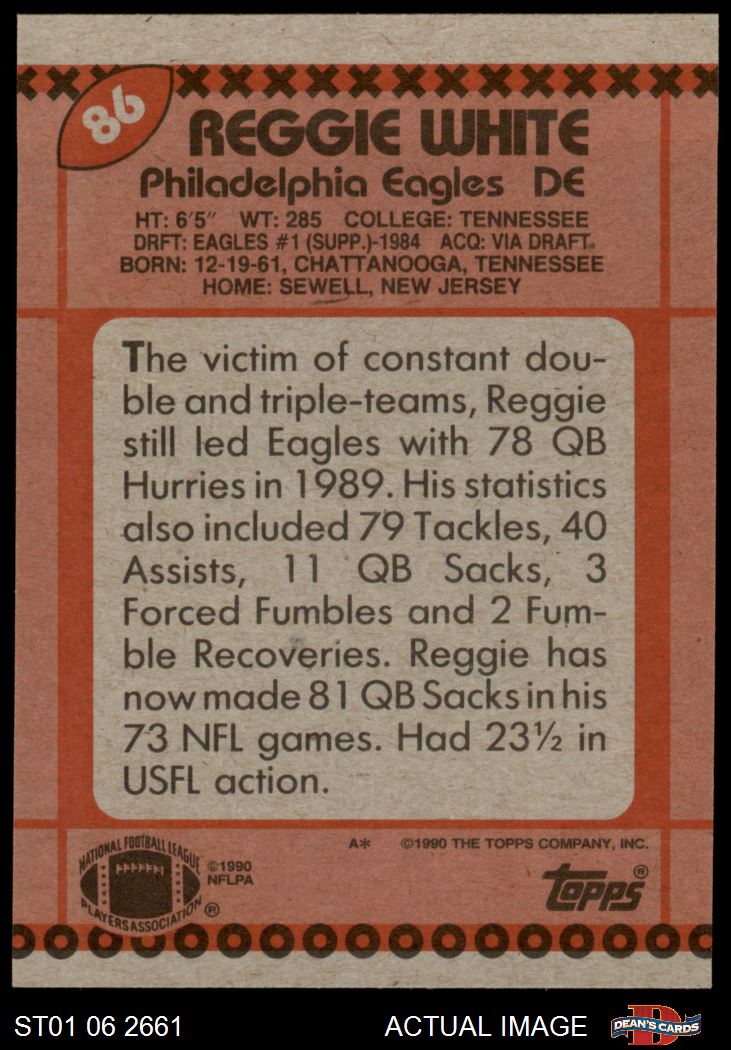 86
REGGIE WHITE
Philadelphia Eagles DE
HT: 6'5" WT: 285 COLLEGE: TENNESSEE
DRFT: EAGLES #1 (SUPP.)-1984 ACQ: VIA DRAFT
BORN: 12-19-61, CHATTANOOGA, TENNESSEE
HOME: SEWELL, NEW JERSEY
The victim of constant dou-
ble and triple-teams, Reggie
still led Eagles with 78 QB
Hurries in 1989. His statistics
also included 79 Tackles, 40
Assists, 11 QB Sacks, 3
Forced Fumbles and 2 Fum-
ble Recoveries. Reggie has
now made 81 QB Sacks in his
73 NFL games. Had 23½ in
USFL action.
NATIONAL FOOTBALL LEAGUE
PLAYERS ASSOCIATION ®
©1990
NFLPA
A* ©1990 THE TOPPS COMPANY, INC.
topps ®
ST01 06 2661 ACTUAL IMAGE
D
DEAN'S CARDS